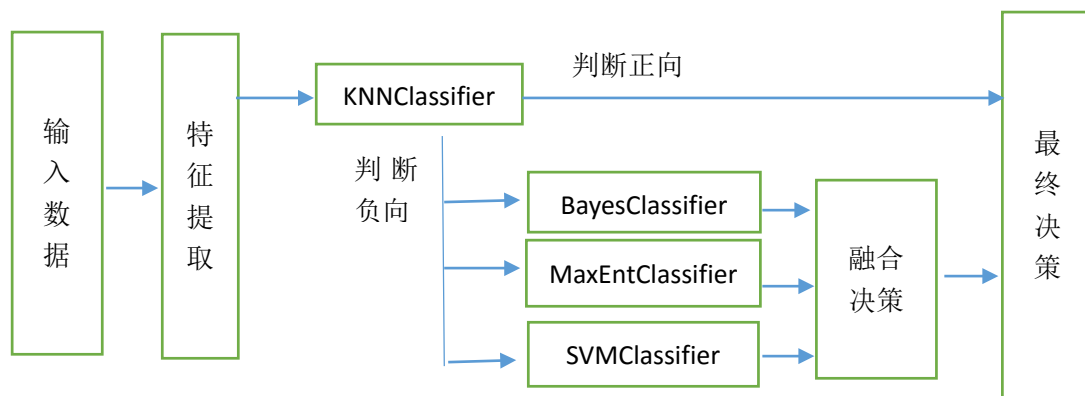 输入数据
特征提取
KNNClassifier
判断正向
判 断
负向
BayesClassifier
MaxEntClassifier
SVMClassifier
融合
决策
最终决策